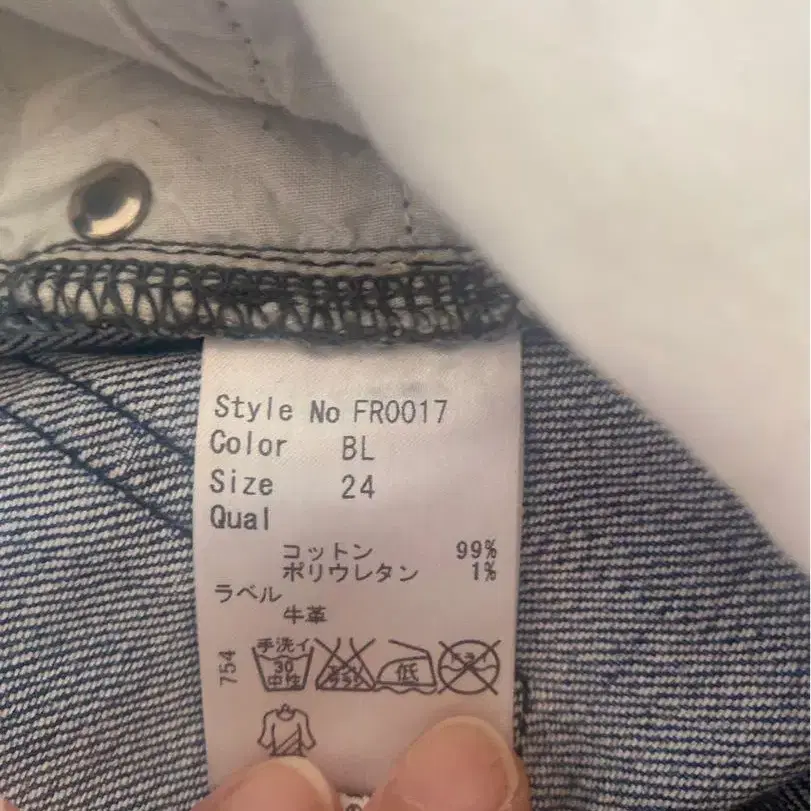 Style No FR0017
Color BL
Size 24
Qual
コットン 99%
ポリウレタン 1%
ラベル
牛革
754
手洗イ
30
中性
低